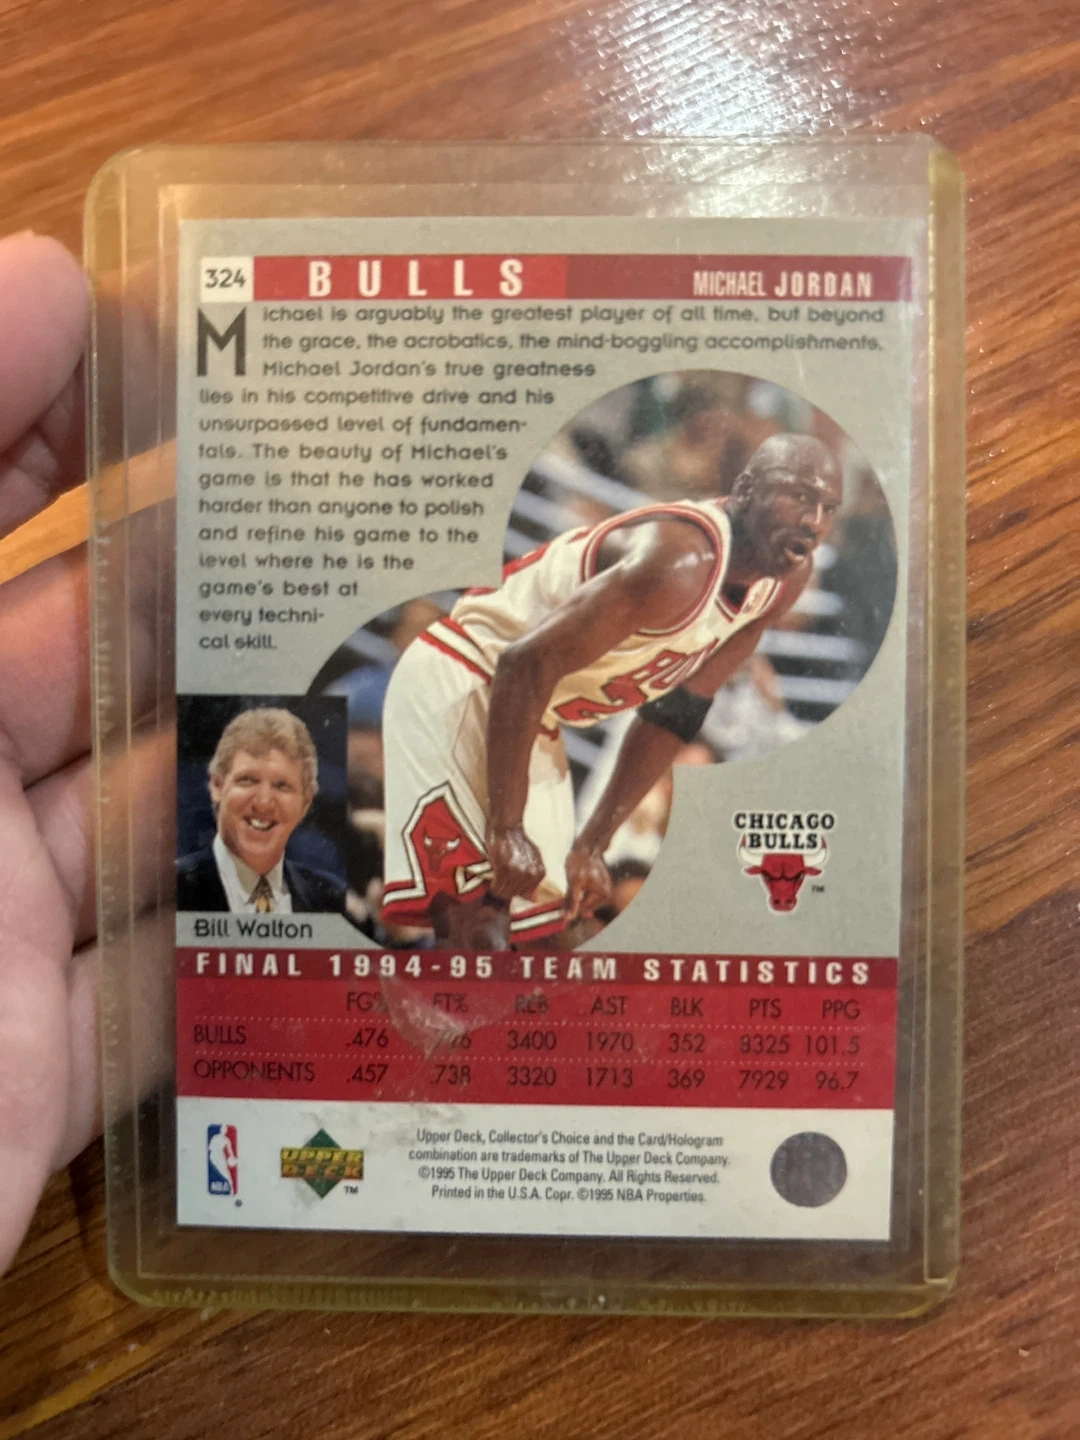 324 BULLS MICHAEL JORDAN
Michael is arguably the greatest player of all time, but beyond
the grace, the acrobatics, the mind-boggling accomplishments,
Michael Jordan's true greatness
lies in his competitive drive and his
unsurpassed level of fundamen-
tals. The beauty of Michael's
game is that he has worked
harder than anyone to polish
and refine his game to the
level where he is the
game's best at
every techni-
cal skill.
CHICAGO
BULLS
TM
Bill Walton
FINAL 1994-95 TEAM STATISTICS
FG% FT% REB AST BLK PTS PPG
BULLS .476 3400 1970 352 8325 101.5
OPPONENTS .457 .738 3320 1713 369 7929 96.7
NBA
UPPER
DECK
TM
Upper Deck, Collector's Choice and the Card/Hologram
combination are trademarks of The Upper Deck Company.
©1995 The Upper Deck Company. All Rights Reserved.
Printed in the U.S.A. Copr. ©1995 NBA Properties.